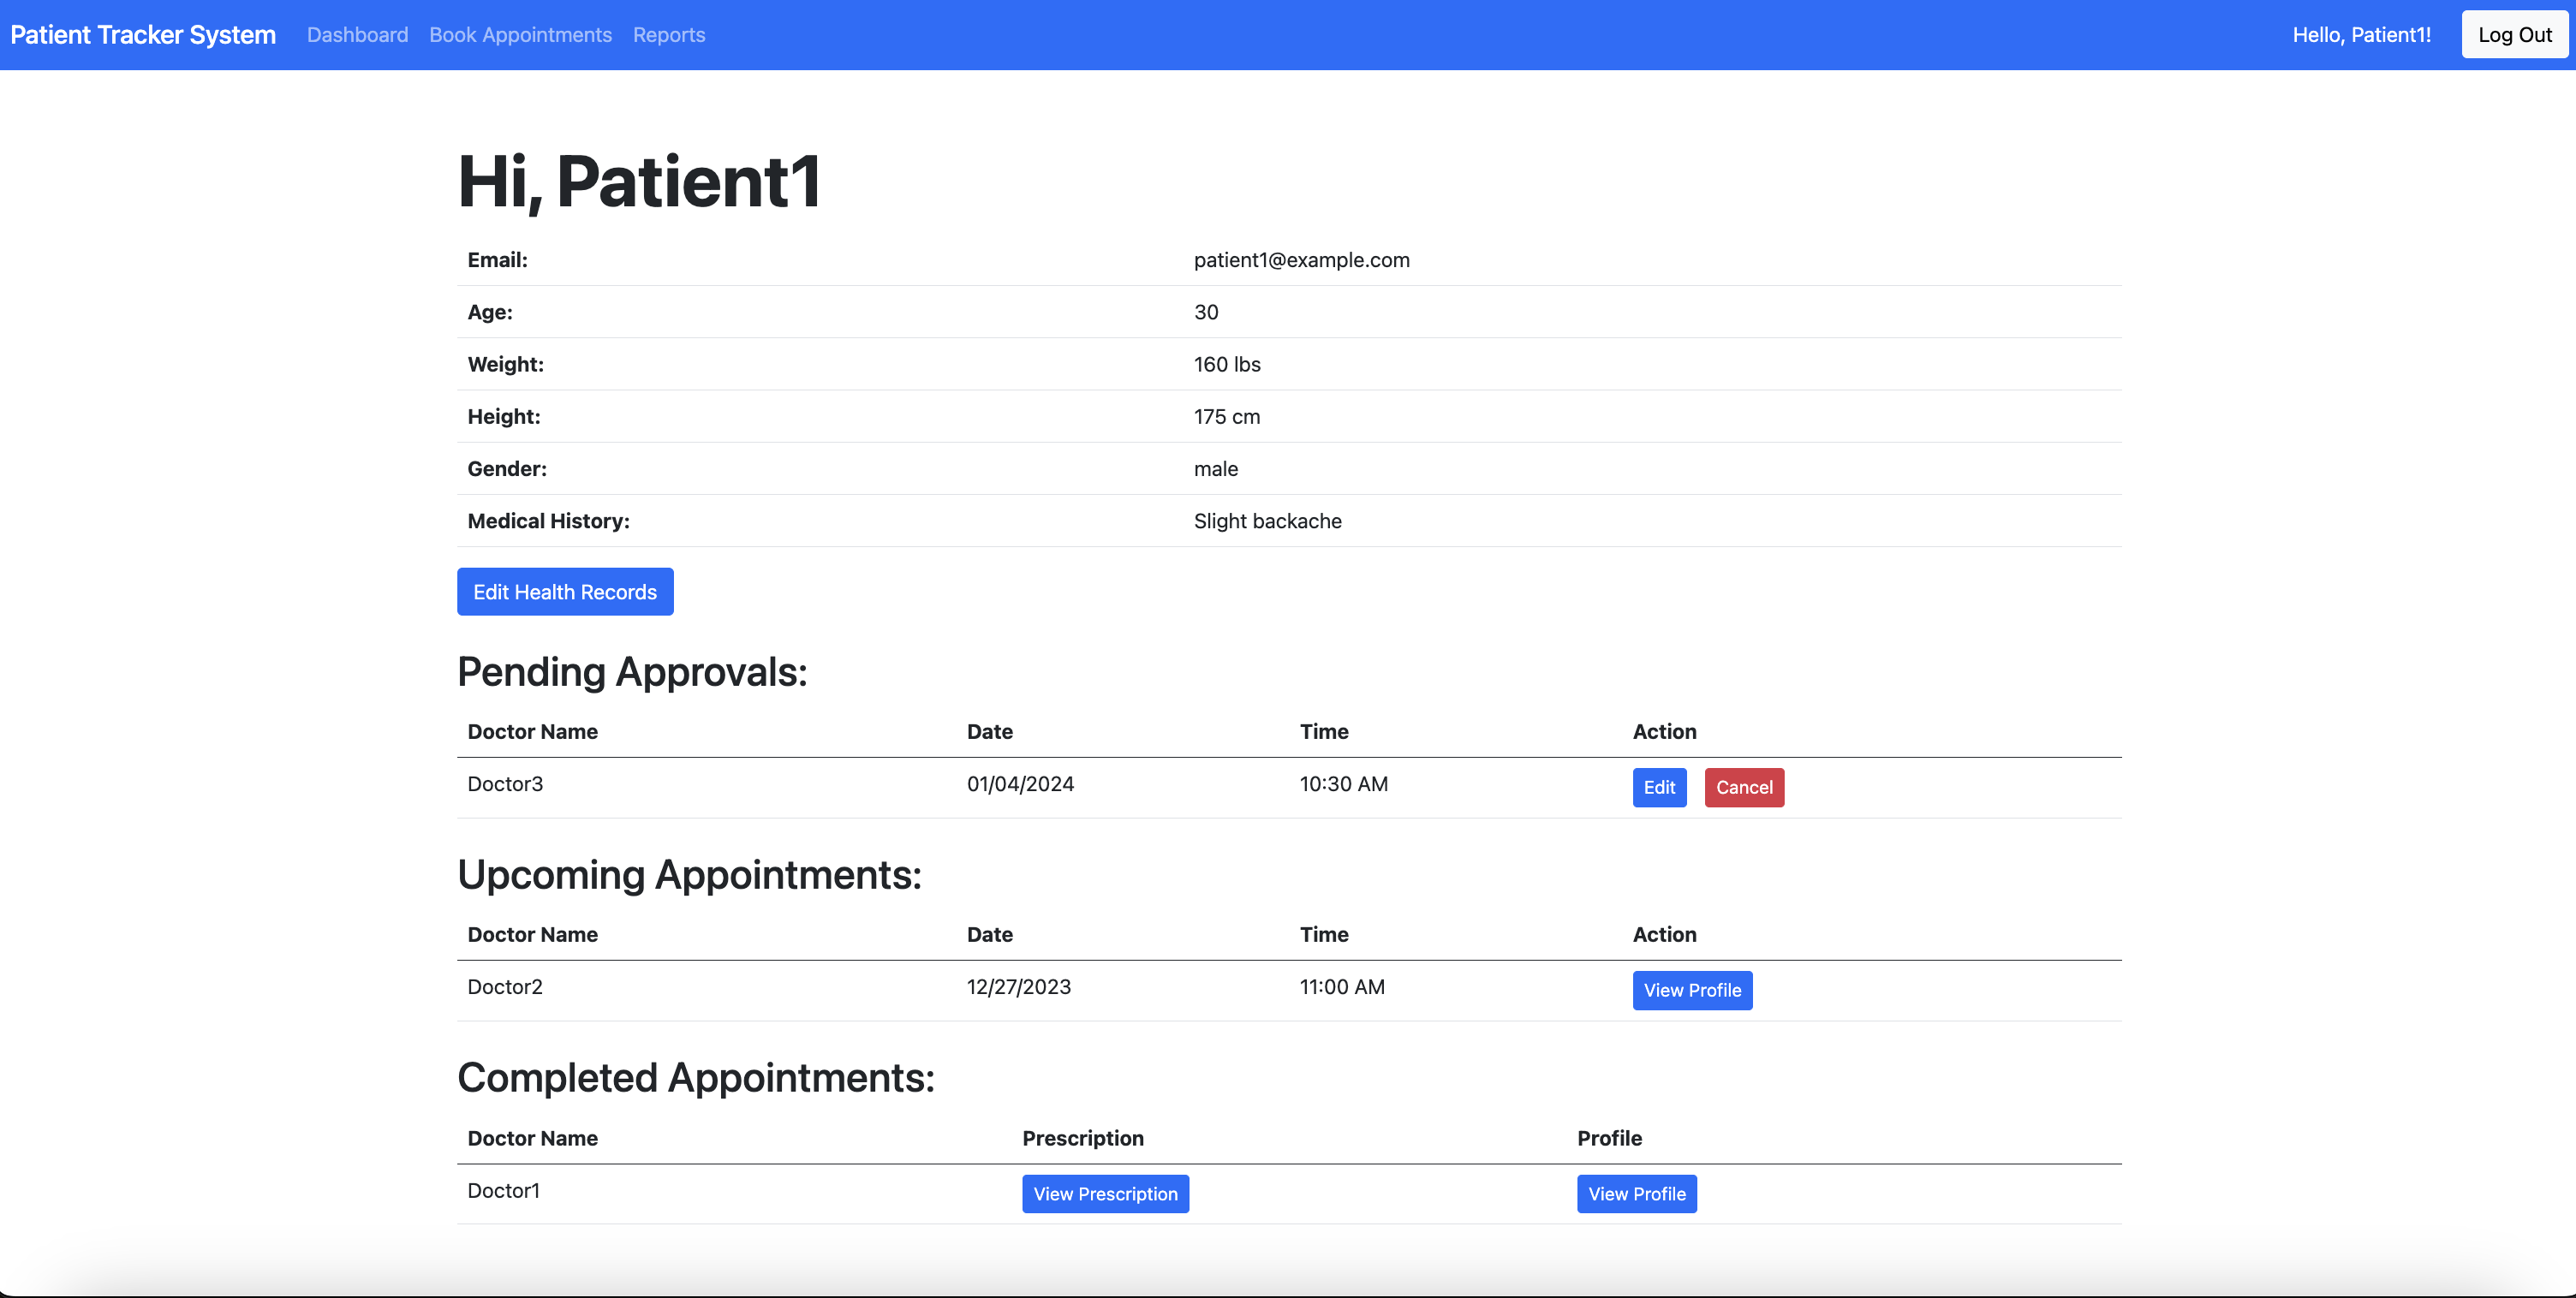 Patient Tracker System Dashboard Book Appointments Reports Hello, Patient1! Log Out
Hi, Patient1
Email: patient1@example.com
Age: 30
Weight: 160 lbs
Height: 175 cm
Gender: male
Medical History: Slight backache
Edit Health Records
Pending Approvals:
Doctor Name Date Time Action
Doctor3 01/04/2024 10:30 AM Edit Cancel
Upcoming Appointments:
Doctor Name Date Time Action
Doctor2 12/27/2023 11:00 AM View Profile
Completed Appointments:
Doctor Name Prescription Profile
Doctor1 View Prescription View Profile